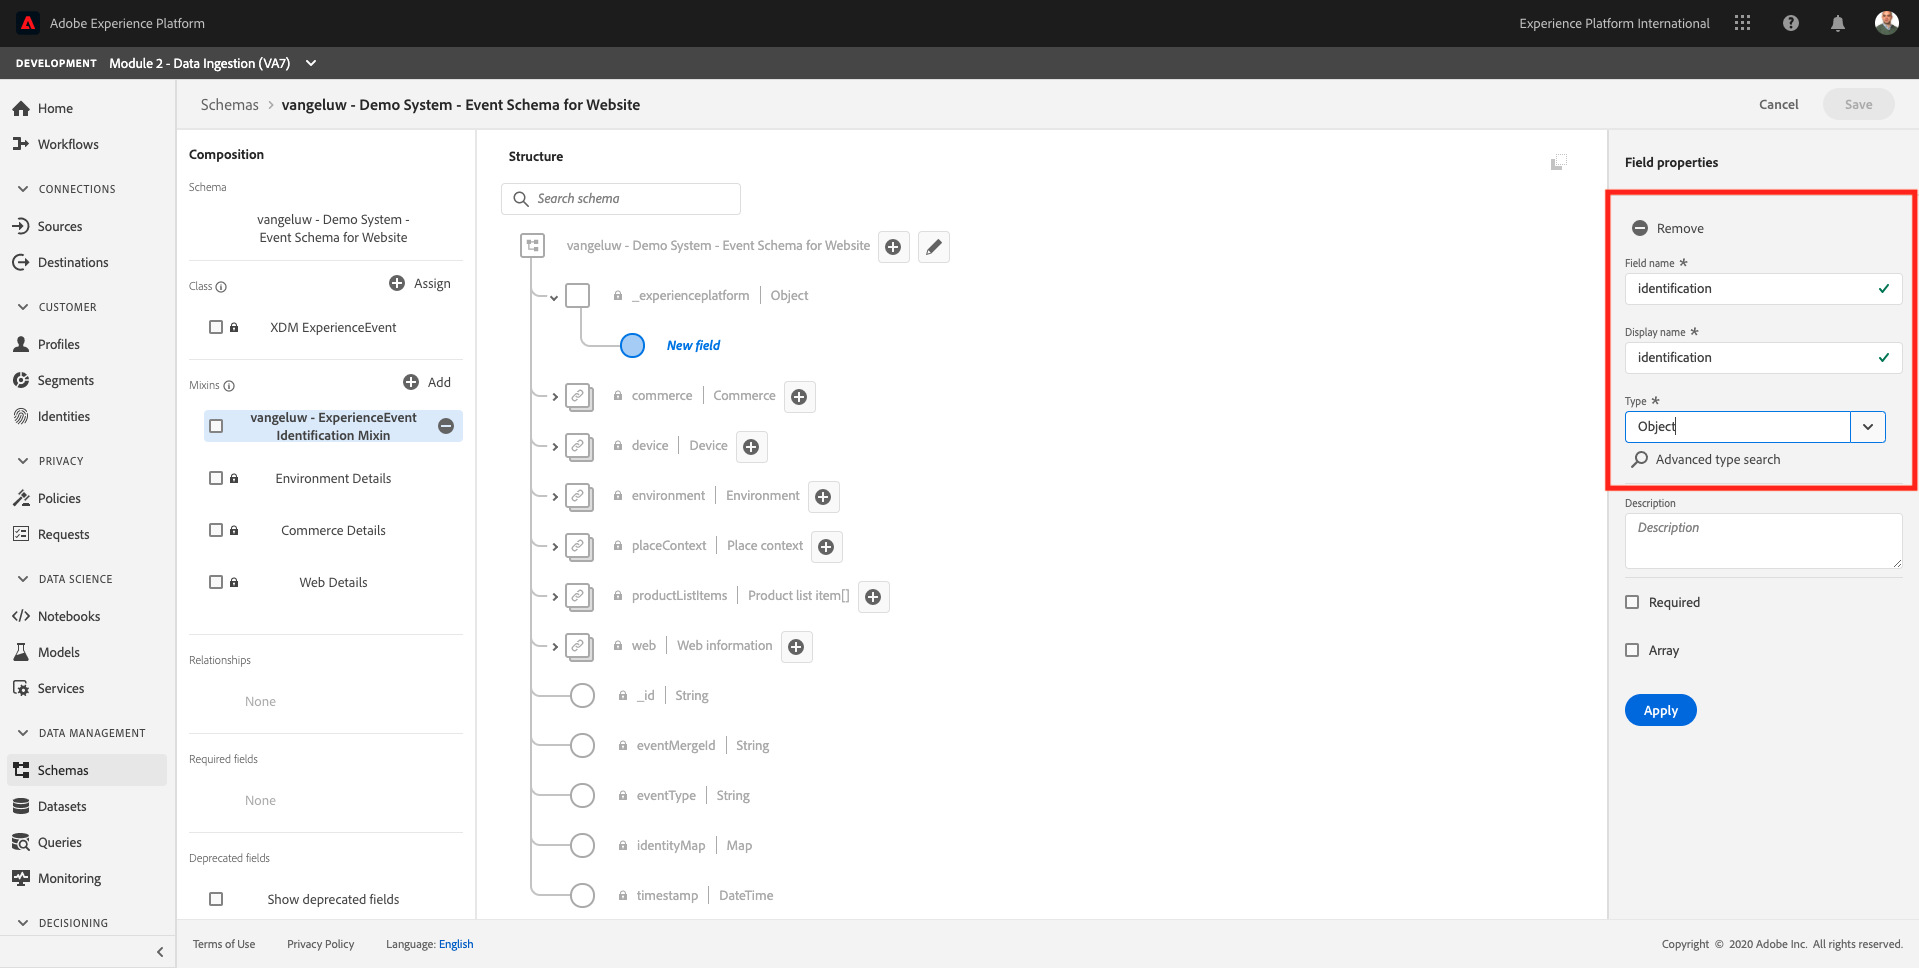 Adobe Experience Platform
Experience Platform International
DEVELOPMENT Module 2 - Data Ingestion (VA7)
Home
Workflows
CONNECTIONS
Sources
Destinations
CUSTOMER
Profiles
Segments
Identities
PRIVACY
Policies
Requests
DATA SCIENCE
Notebooks
Models
Services
DATA MANAGEMENT
Schemas
Datasets
Queries
Monitoring
DECISIONING
Schemas > vangeluw - Demo System - Event Schema for Website
Cancel
Save
Composition
Schema
vangeluw - Demo System -
Event Schema for Website
Class
Assign
XDM ExperienceEvent
Mixins
Add
vangeluw - ExperienceEvent
Identification Mixin
Environment Details
Commerce Details
Web Details
Relationships
None
Required fields
None
Deprecated fields
Show deprecated fields
Structure
Search schema
vangeluw - Demo System - Event Schema for Website
_experienceplatform | Object
New field
commerce | Commerce
device | Device
environment | Environment
placeContext | Place context
productListItems | Product list item[]
web | Web information
_id | String
eventMergeId | String
eventType | String
identityMap | Map
timestamp | DateTime
Field properties
Remove
Field name *
identification
Display name *
identification
Type *
Object
Advanced type search
Description
Description
Required
Array
Apply
Terms of Use
Privacy Policy
Language: English
Copyright © 2020 Adobe Inc. All rights reserved.